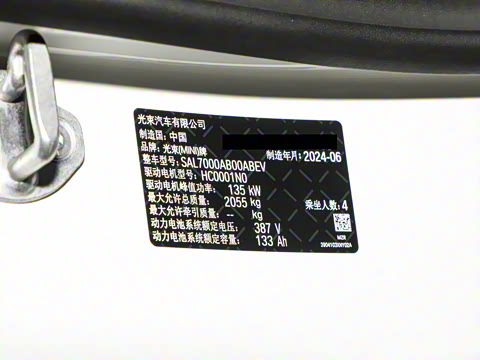 光束汽车有限公司
制造国: 中国
品牌: 光束(MINI)牌 制造年月: 2024-06
整车型号: SAL7000AB00ABEV
驱动电机型号: HC0001N0
驱动电机峰值功率: 135 kW
最大允许总质量: 2055 kg 乘坐人数: 4
最大允许牵引质量: -- kg
动力电池系统额定电压: 387 V
动力电池系统额定容量: 133 Ah